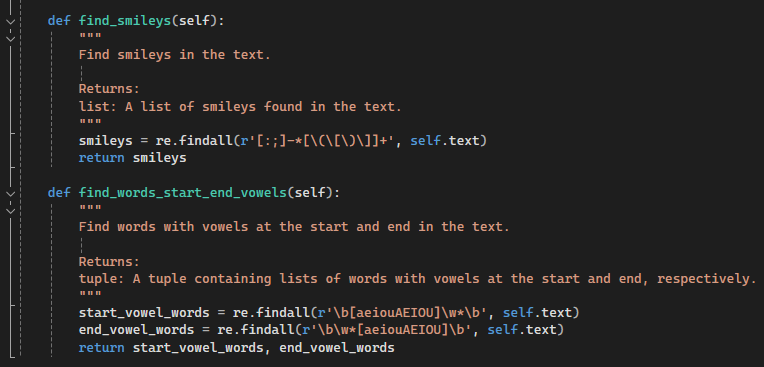 def find_smileys(self):
"""
Find smileys in the text.
Returns:
list: A list of smileys found in the text.
"""
smileys = re.findall(r'[:;]-*[\(\[\)\]]+', self.text)
return smileys
def find_words_start_end_vowels(self):
"""
Find words with vowels at the start and end in the text.
Returns:
tuple: A tuple containing lists of words with vowels at the start and end, respectively.
"""
start_vowel_words = re.findall(r'\b[aeiouAEIOU]\w*\b', self.text)
end_vowel_words = re.findall(r'\b\w*[aeiouAEIOU]\b', self.text)
return start_vowel_words, end_vowel_words